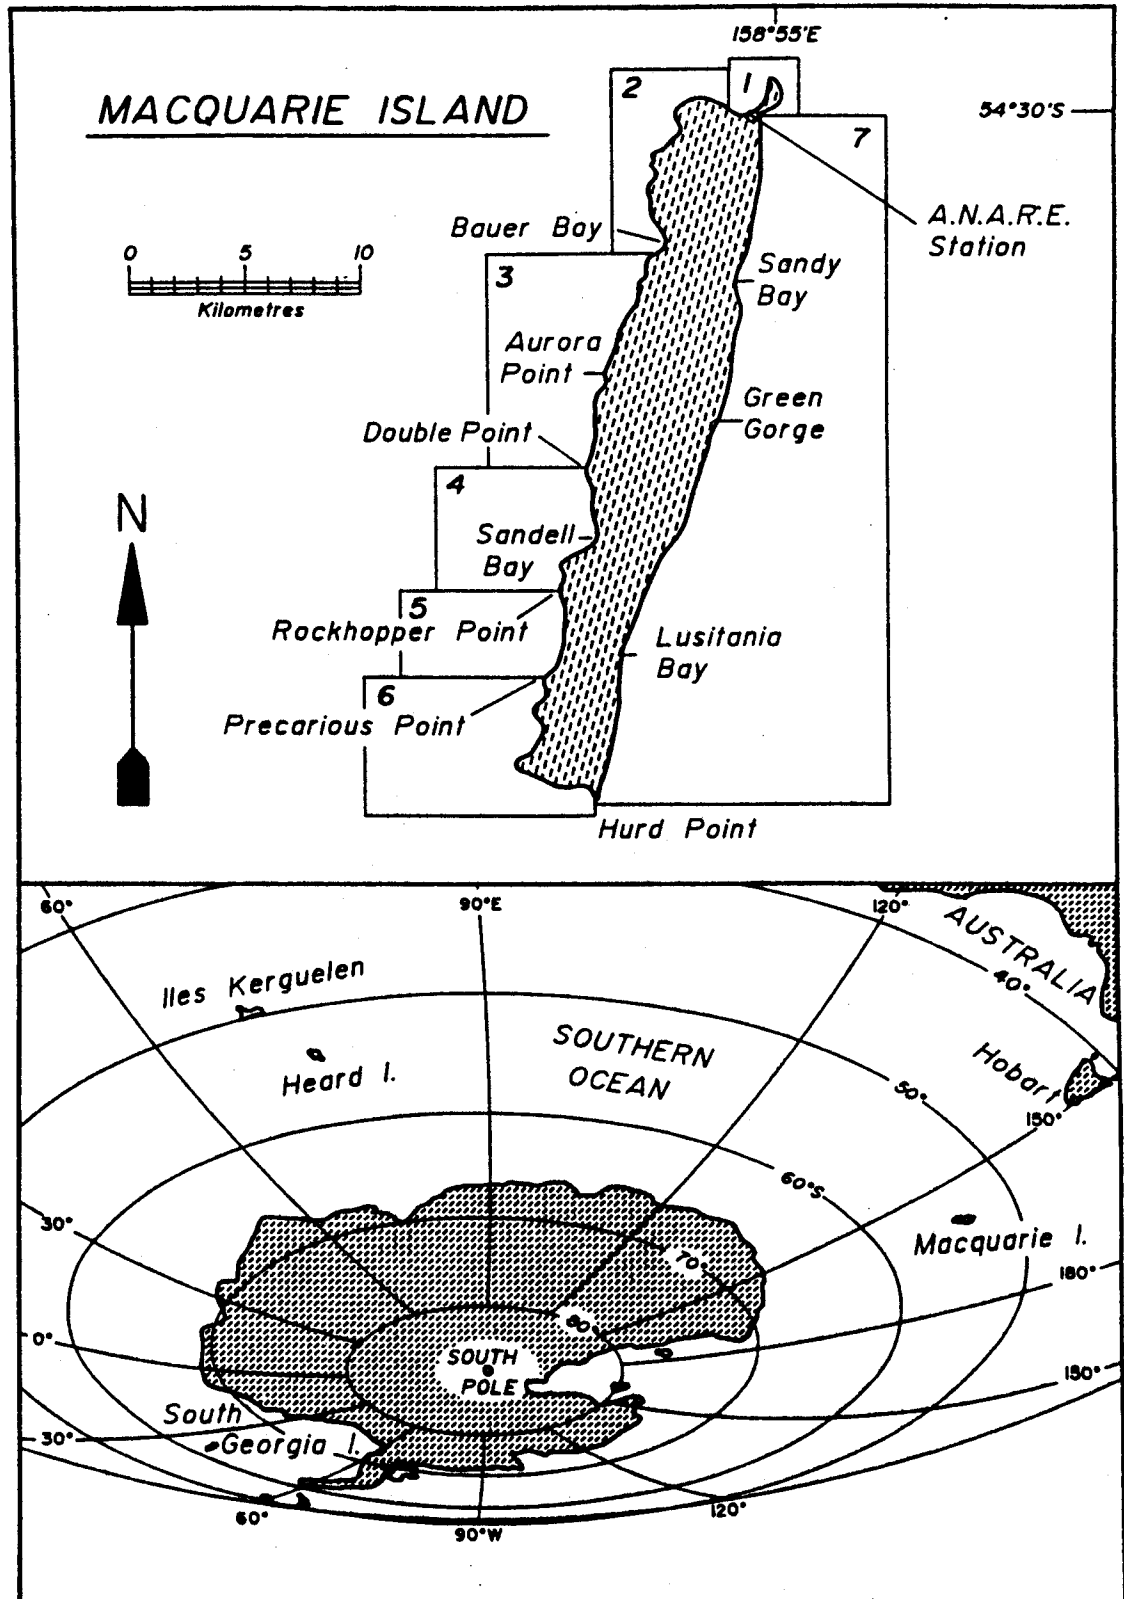 158°55'E
2
1
MACQUARIE ISLAND
54°30'S
7
A.N.A.R.E.
Station
Bauer Bay
0 5 10
Kilometres
3
Sandy
Bay
Aurora
Point
Green
Gorge
Double Point
4
N
Sandell
Bay
5
Rockhopper Point
Lusitania
Bay
6
Precarious Point
Hurd Point
60°
90°E
120°
AUSTRALIA
40°
Iles Kerguelen
SOUTHERN
OCEAN
Heard I.
Hobart
50°
150°
60°S
30°
Macquarie I.
70°
180°
80°
0°
SOUTH
POLE
150°
South
Georgia I.
30°
60°
120°
90°W